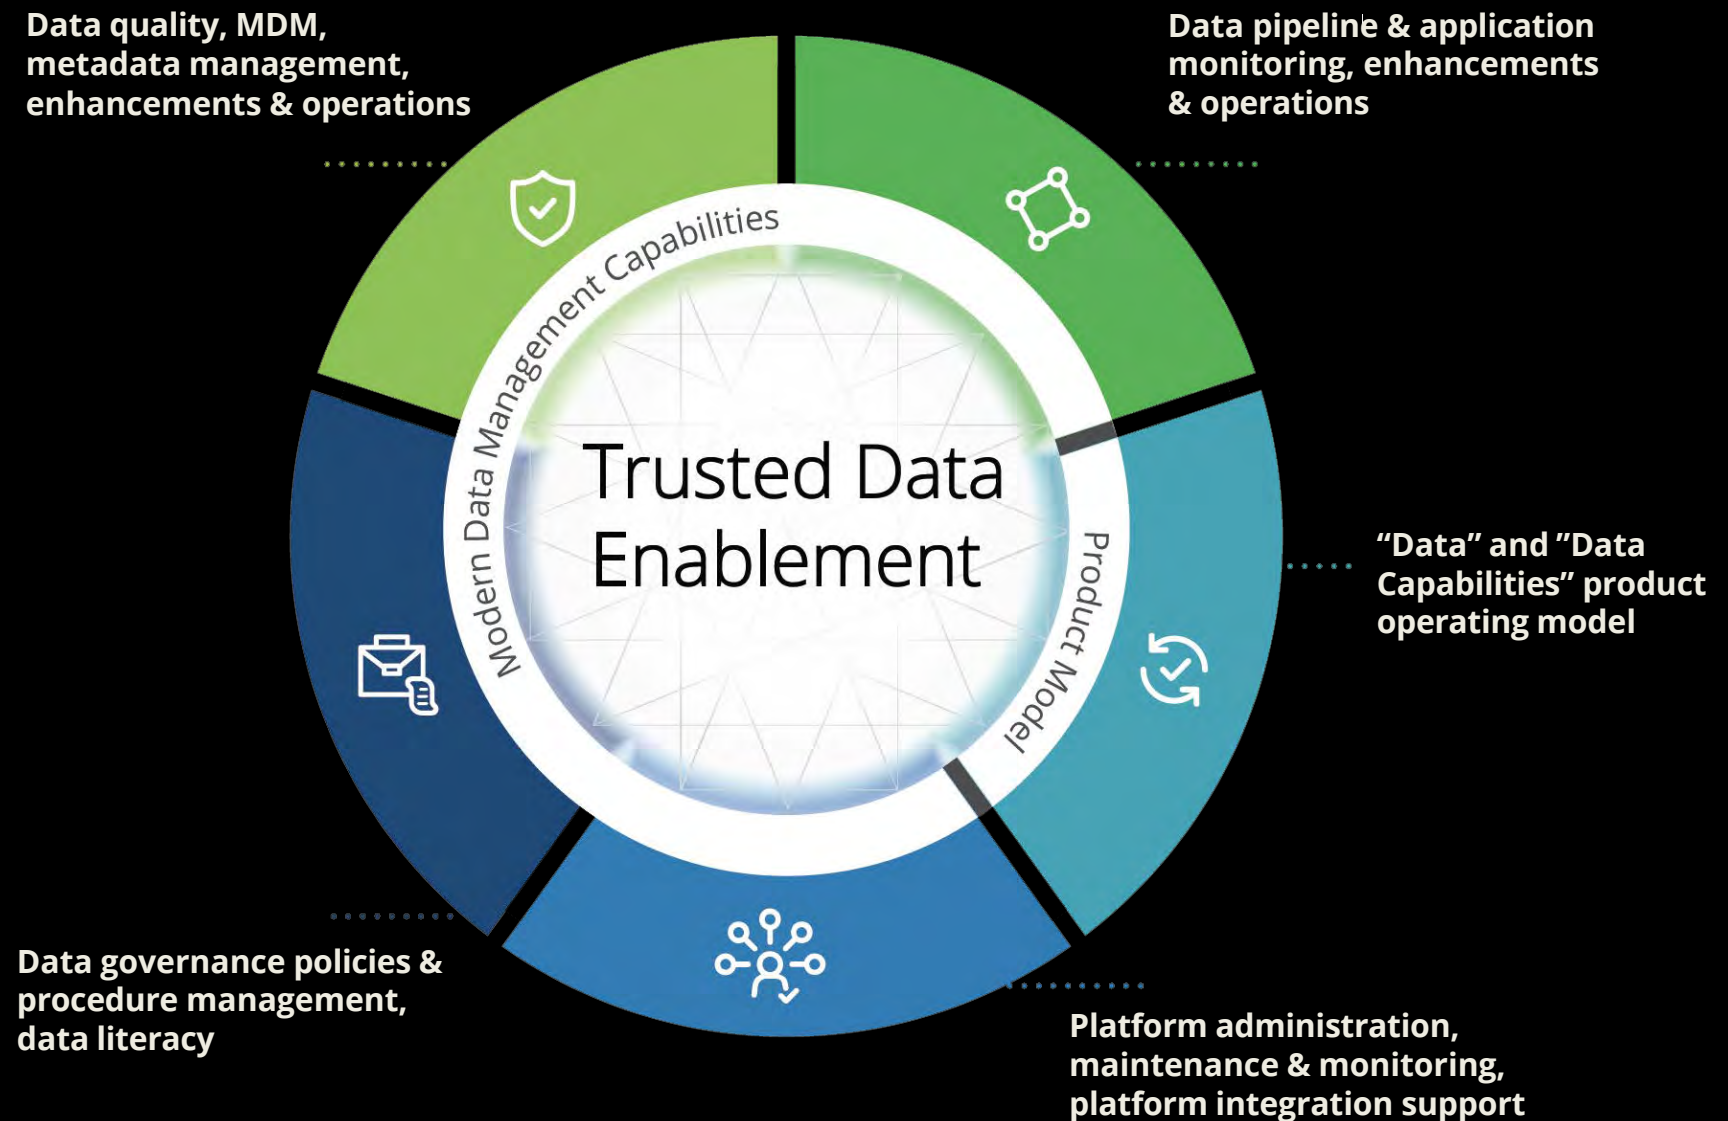 Data quality, MDM,
metadata management,
enhancements & operations
Data pipeline & application
monitoring, enhancements
& operations
Modern Data Management Capabilities
Trusted Data
Enablement
Product Model
“Data” and ”Data
Capabilities” product
operating model
Data governance policies &
procedure management,
data literacy
Platform administration,
maintenance & monitoring,
platform integration support